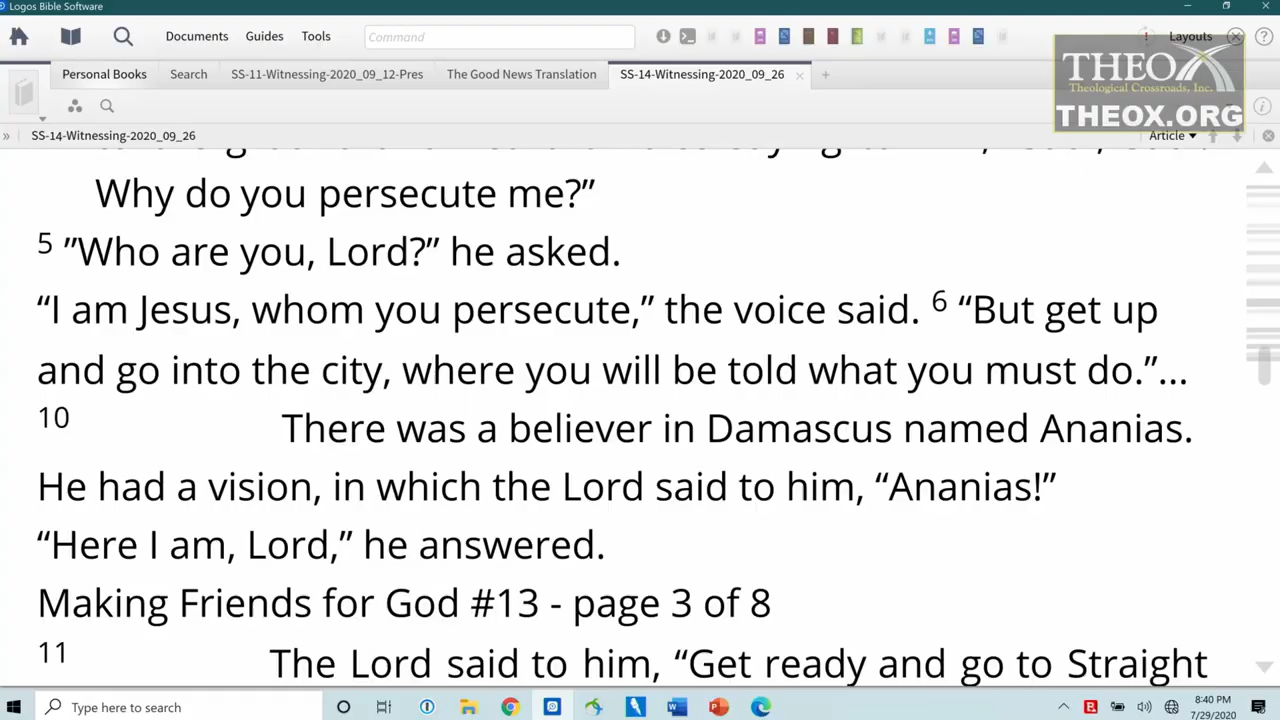 Logos Bible Software
Documents Guides Tools Command Layouts
Personal Books Search SS-11-Witnessing-2020_09_12-Pres The Good News Translation SS-14-Witnessing-2020_09_26
THEOX
Theological Crossroads, Inc.
THEOX.ORG
SS-14-Witnessing-2020_09_26 Article
Why do you persecute me?”
5 ”Who are you, Lord?” he asked.
“I am Jesus, whom you persecute,” the voice said. 6 “But get up
and go into the city, where you will be told what you must do.”...
10 There was a believer in Damascus named Ananias.
He had a vision, in which the Lord said to him, “Ananias!”
“Here I am, Lord,” he answered.
Making Friends for God #13 - page 3 of 8
11 The Lord said to him, “Get ready and go to Straight
Type here to search
8:40 PM
7/29/2020